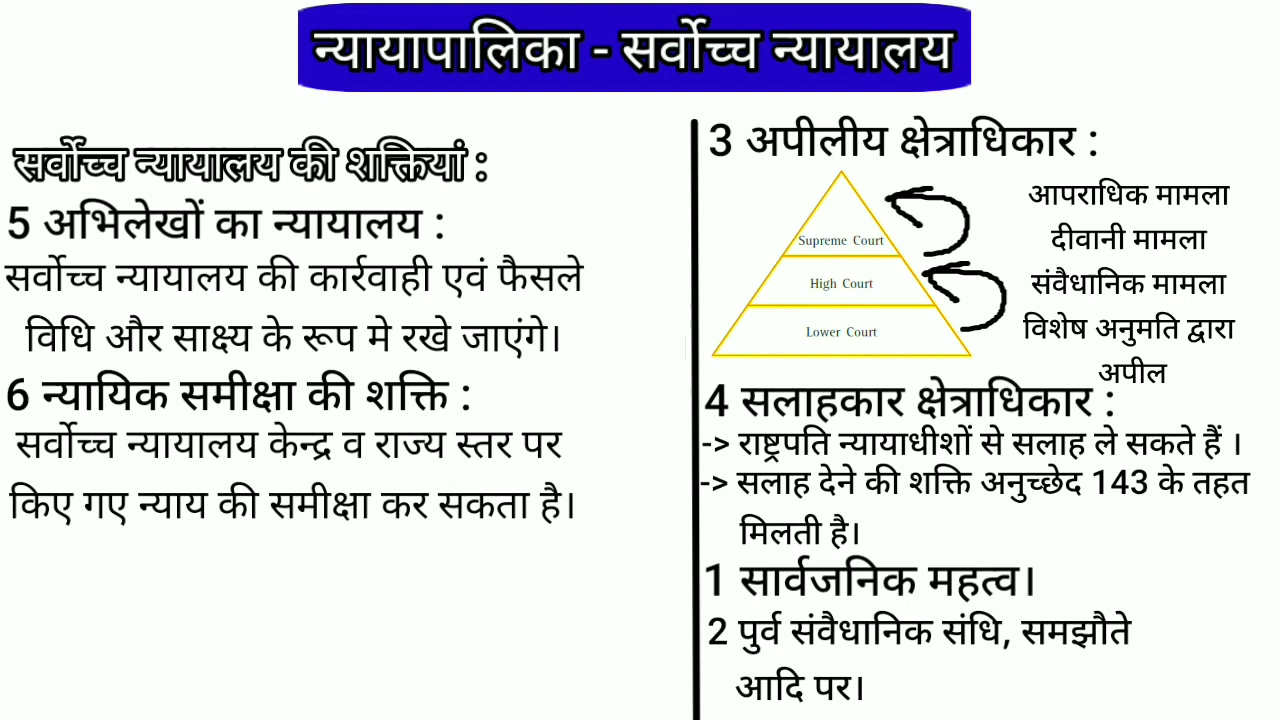 न्यायापालिका - सर्वोच्च न्यायालय
सर्वोच्च न्यायालय की शक्तियां :
5 अभिलेखों का न्यायालय :
सर्वोच्च न्यायालय की कार्रवाही एवं फैसले
विधि और साक्ष्य के रूप मे रखे जाएंगे।
6 न्यायिक समीक्षा की शक्ति :
सर्वोच्च न्यायालय केन्द्र व राज्य स्तर पर
किए गए न्याय की समीक्षा कर सकता है।
3 अपीलीय क्षेत्राधिकार :
Supreme Court
High Court
Lower Court
आपराधिक मामला
दीवानी मामला
संवैधानिक मामला
विशेष अनुमति द्वारा
अपील
4 सलाहकार क्षेत्राधिकार :
-> राष्ट्रपति न्यायाधीशों से सलाह ले सकते हैं ।
-> सलाह देने की शक्ति अनुच्छेद 143 के तहत
मिलती है।
1 सार्वजनिक महत्व।
2 पुर्व संवैधानिक संधि, समझौते
आदि पर।